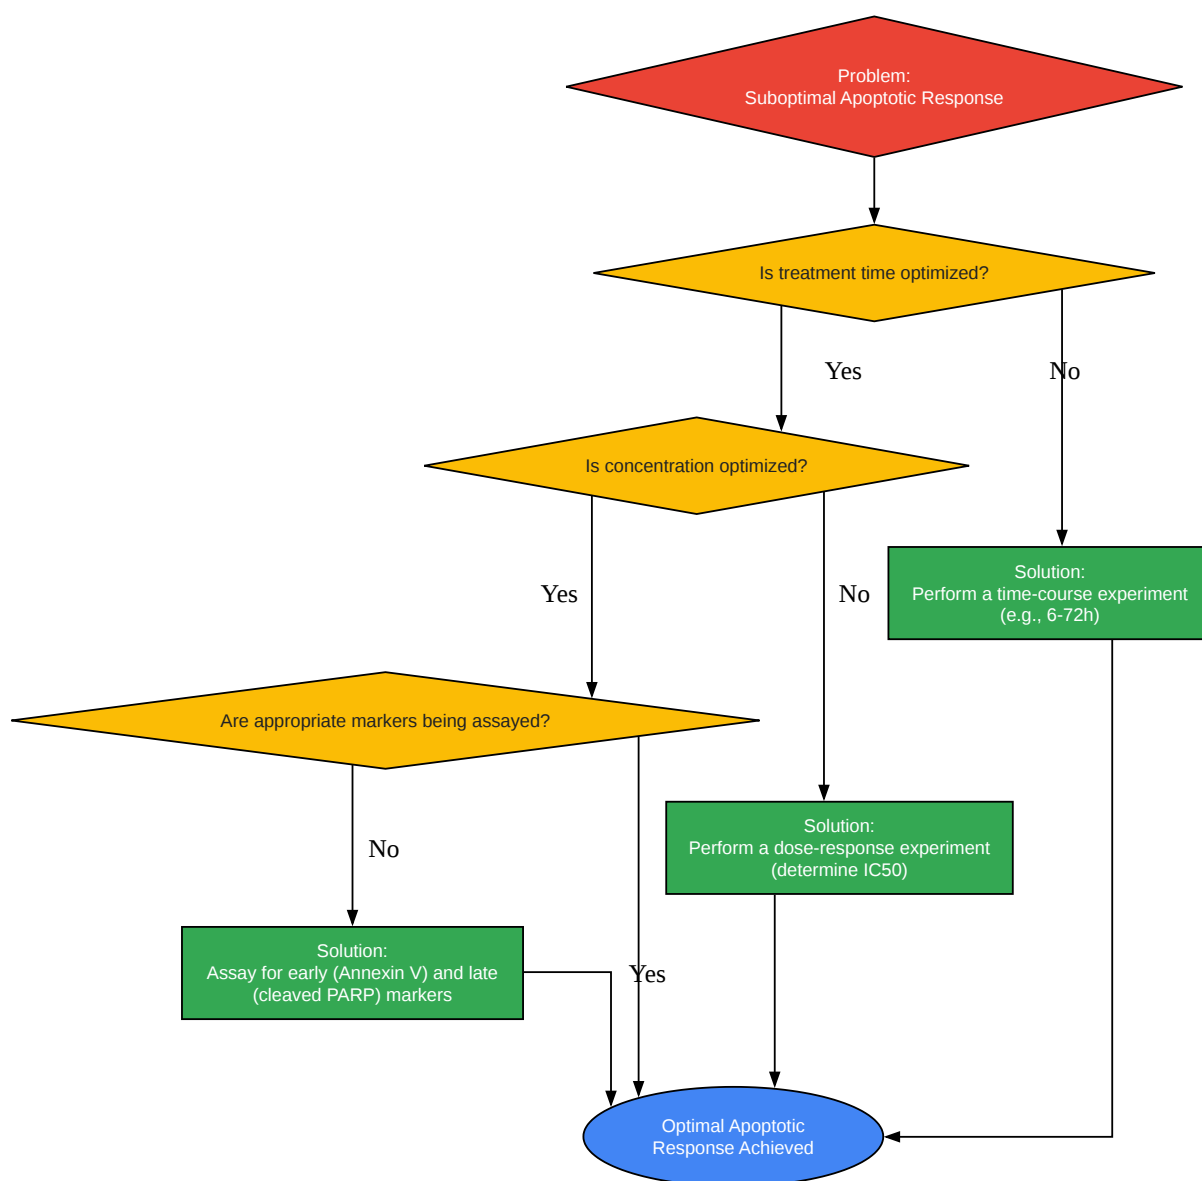 Problem:
Suboptimal Apoptotic Response
Is treatment time optimized?
Yes
No
Is concentration optimized?
Yes
No
Solution:
Perform a time-course experiment
(e.g., 6-72h)
Are appropriate markers being assayed?
No
Solution:
Perform a dose-response experiment
(determine IC50)
Solution:
Assay for early (Annexin V) and late
(cleaved PARP) markers
Yes
Optimal Apoptotic
Response Achieved